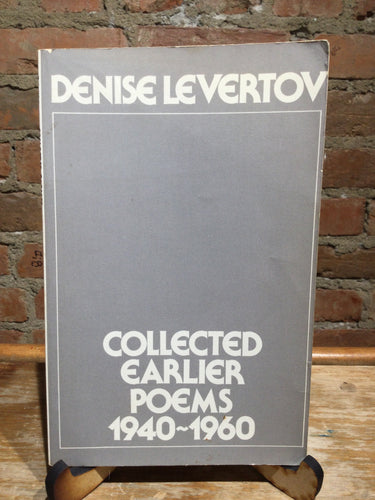 DENISE LEVERTOV
COLLECTED
EARLIER
POEMS
1940~1960